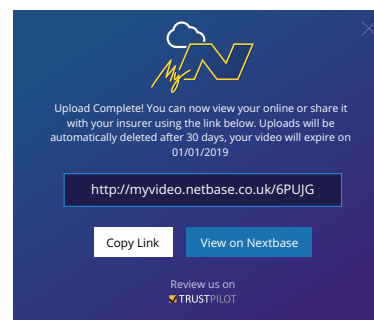 My N
Upload Complete! You can now view your online or share it
with your insurer using the link below. Uploads will be
automatically deleted after 30 days, your video will expire on
01/01/2019
http://myvideo.netbase.co.uk/6PUJG
Copy Link View on Nextbase
Review us on
TRUSTPILOT